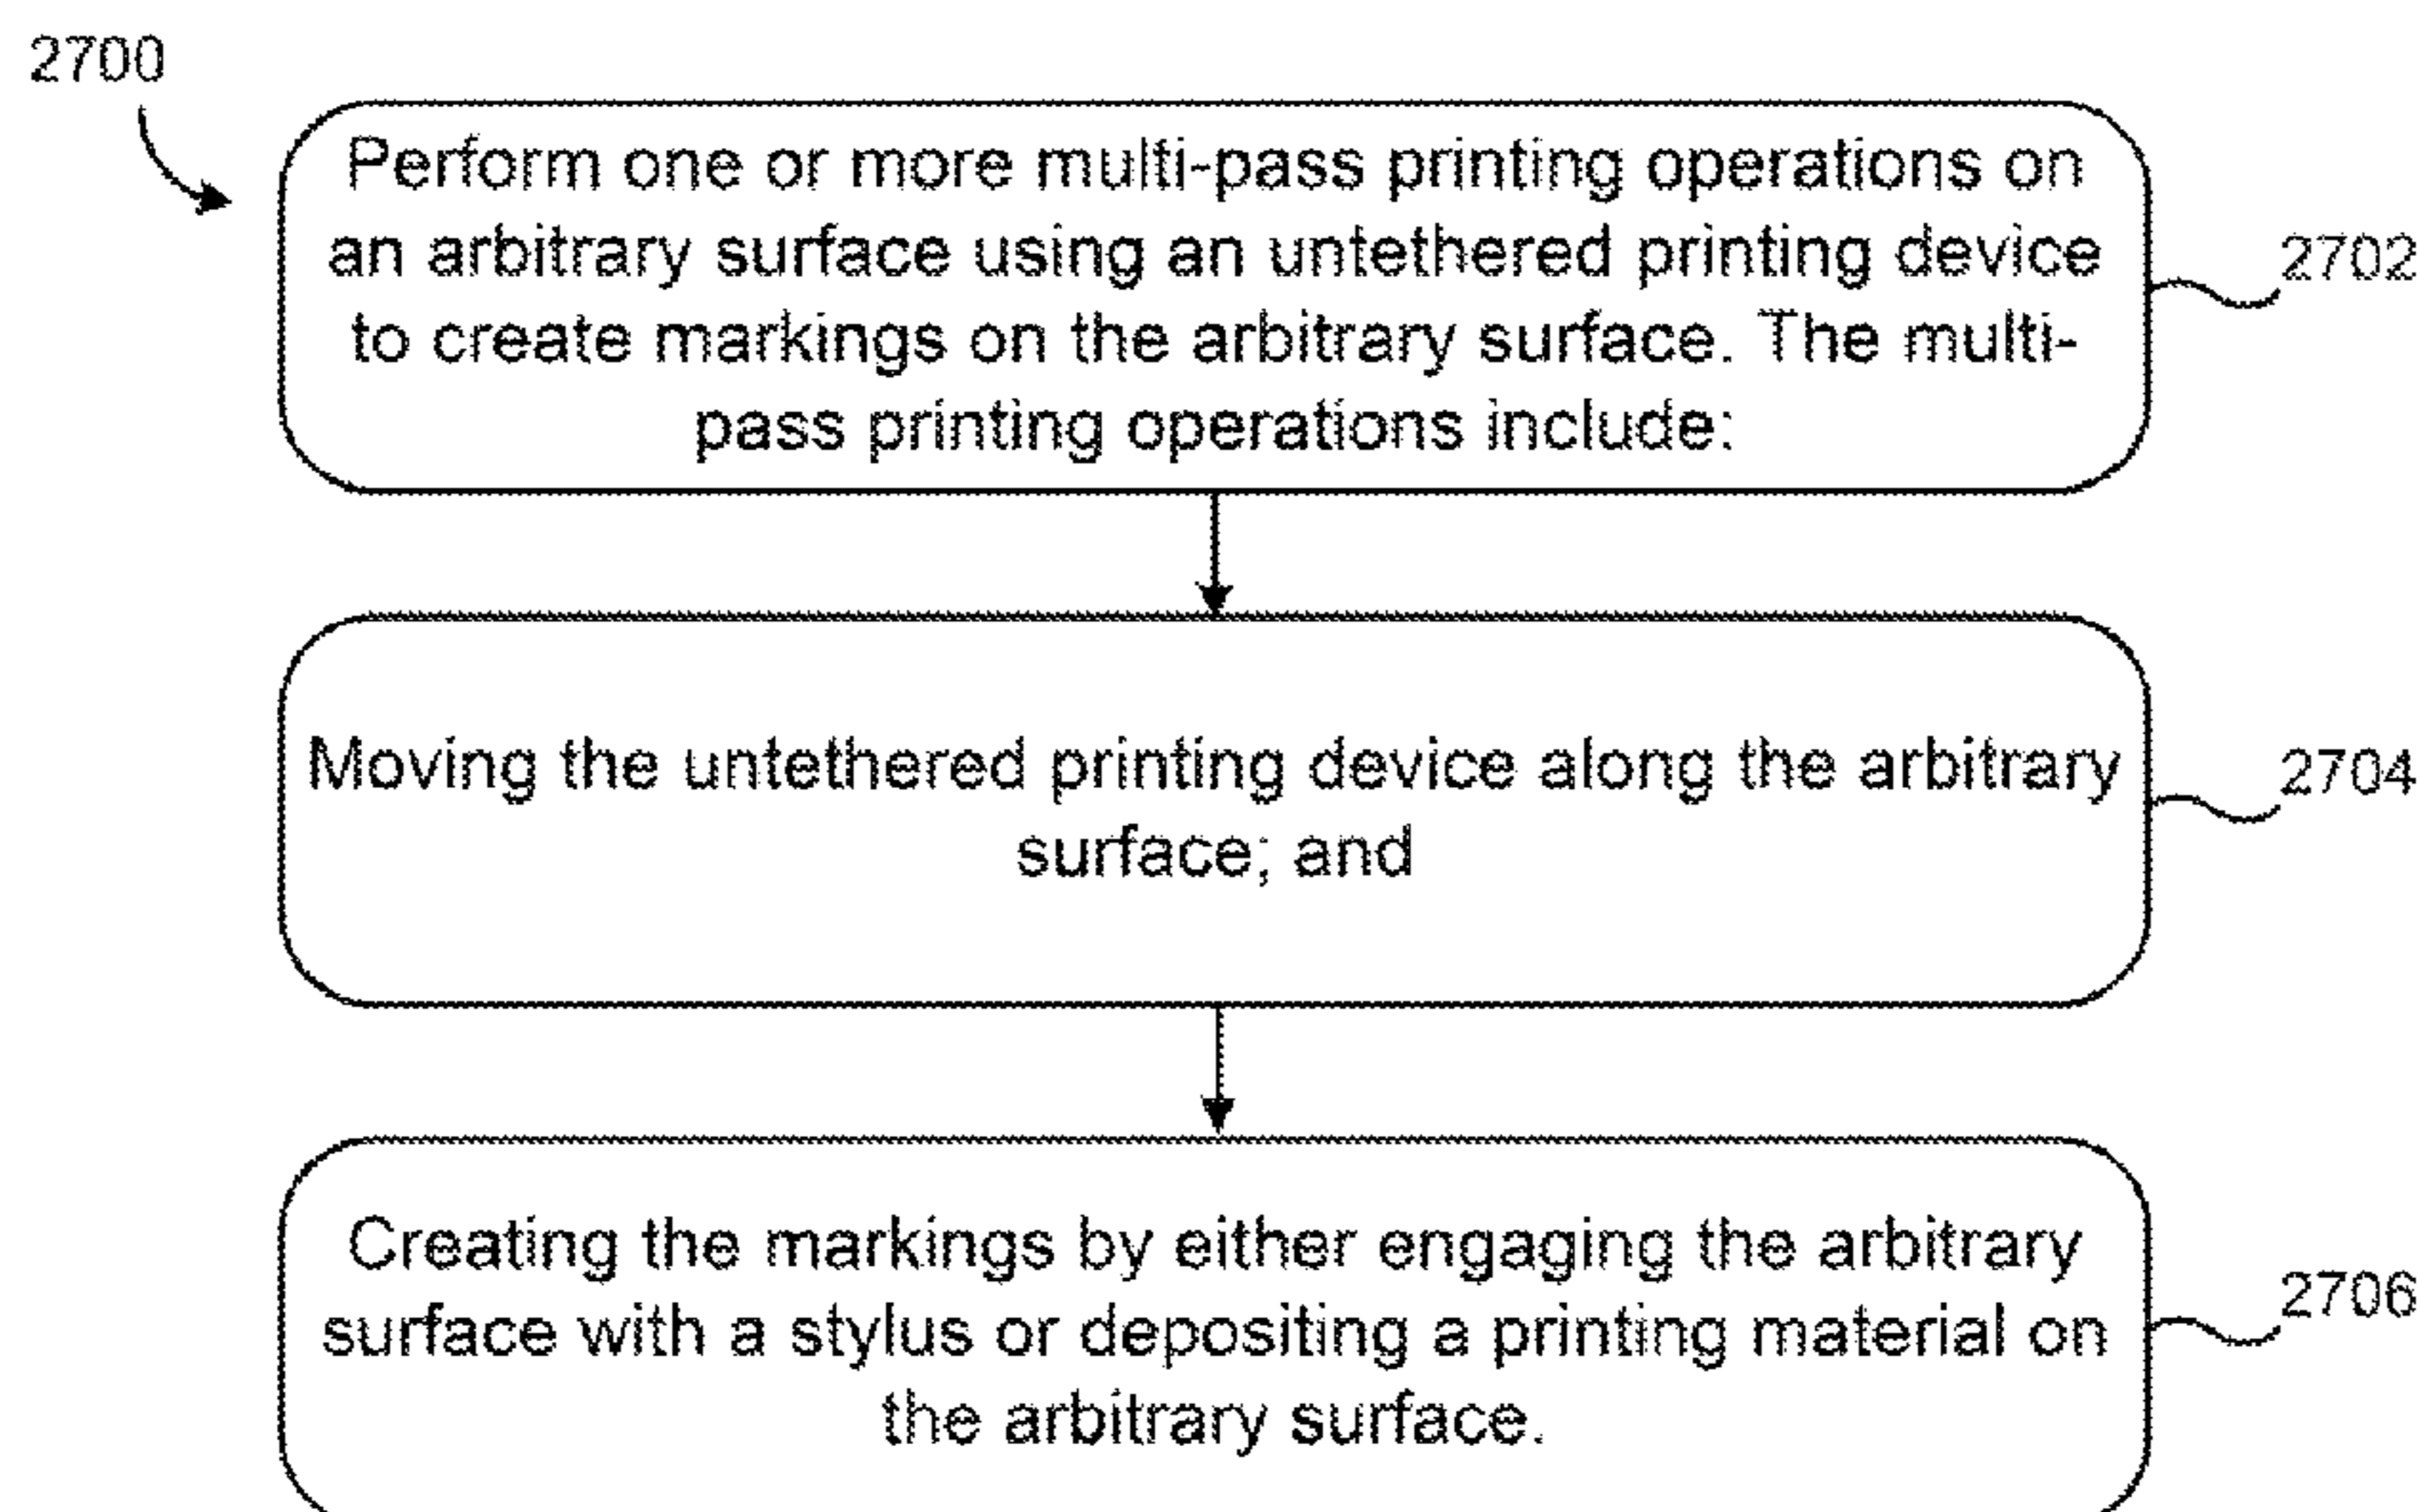 2700
Perform one or more multi-pass printing operations on
an arbitrary surface using an untethered printing device
to create markings on the arbitrary surface. The multi-
pass printing operations include:
2702
Moving the untethered printing device along the arbitrary
surface; and
2704
Creating the markings by either engaging the arbitrary
surface with a stylus or depositing a printing material on
the arbitrary surface.
2706